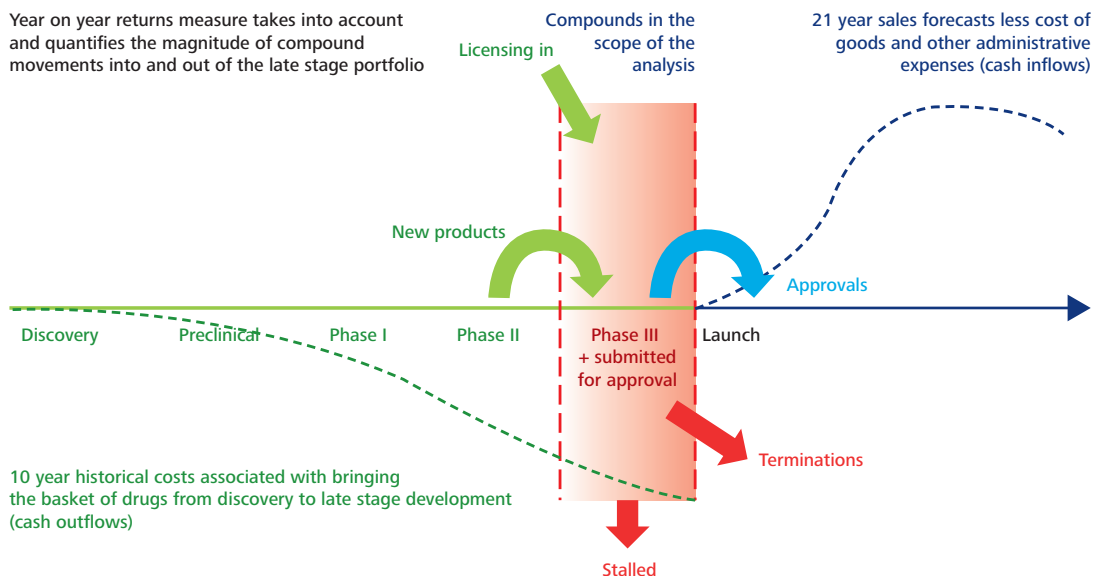 Year on year returns measure takes into account
and quantifies the magnitude of compound
movements into and out of the late stage portfolio
Licensing in
Compounds in the
scope of the
analysis
21 year sales forecasts less cost of
goods and other administrative
expenses (cash inflows)
New products
Approvals
Discovery
Preclinical
Phase I
Phase II
Phase III
+ submitted
for approval
Launch
Terminations
10 year historical costs associated with bringing
the basket of drugs from discovery to late stage development
(cash outflows)
Stalled